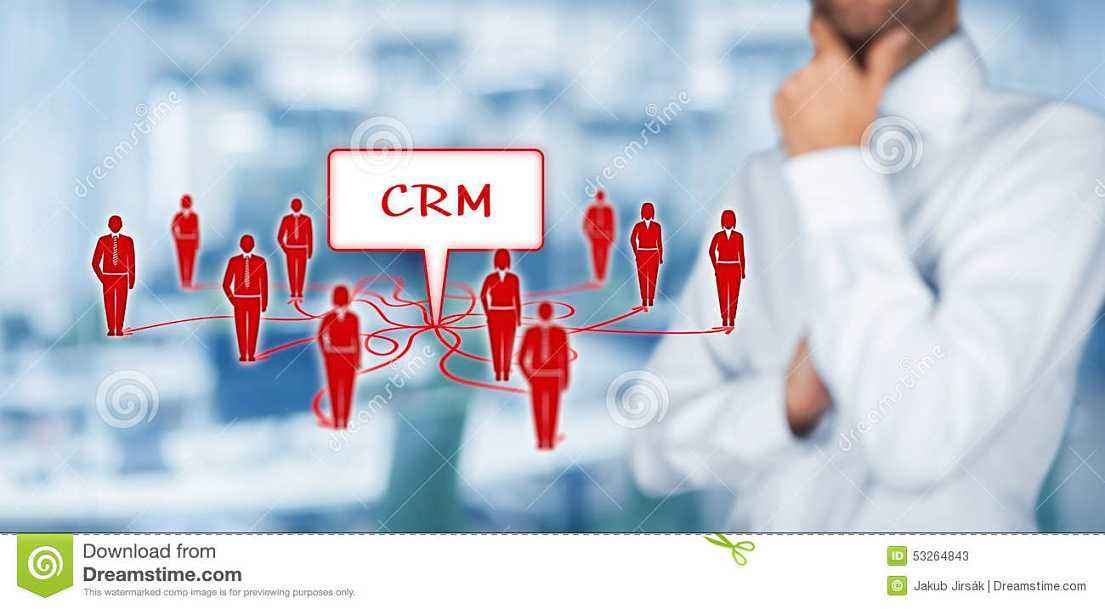 CRM
dreamstime
dreamstime
dreamstime
dreamstime
dreamstime
Download from
Dreamstime.com
This watermarked comp image is for previewing purposes only.
ID 53264843
© Jakub Jirsák | Dreamstime.com